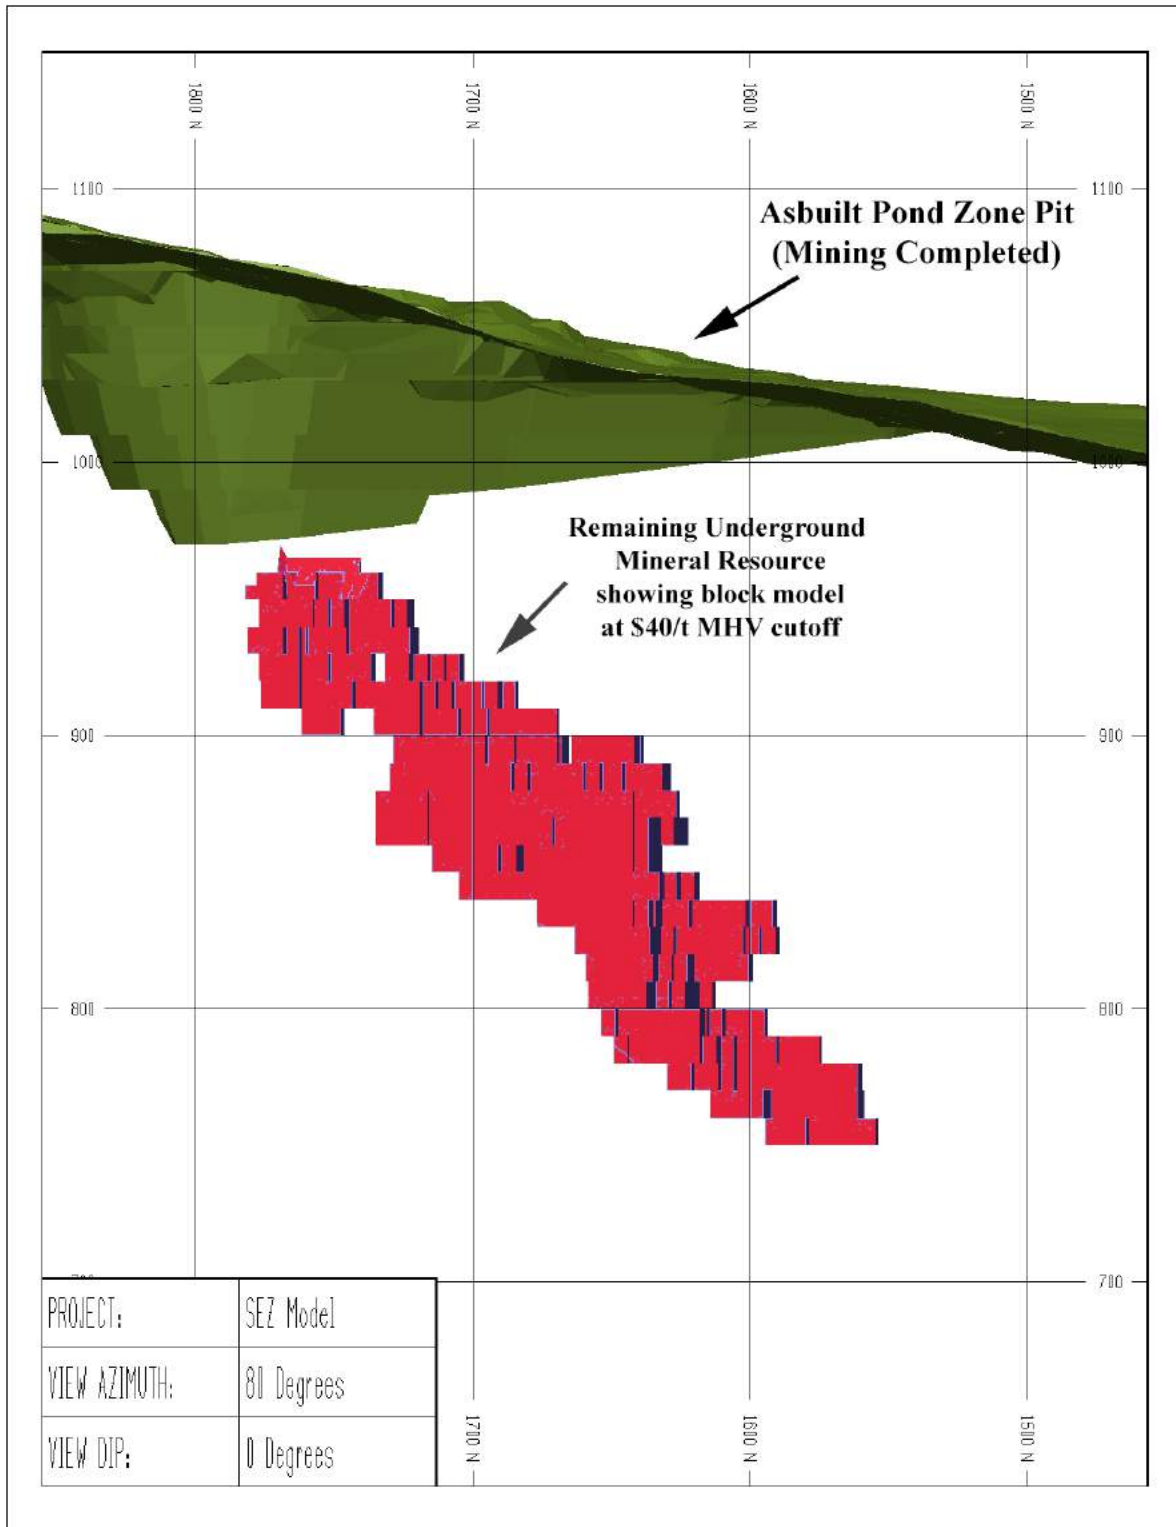 1800 N
1700 N
1600 N
1500 N
1100
1100
Asbuilt Pond Zone Pit
(Mining Completed)
1000
1000
Remaining Underground
Mineral Resource
showing block model
at $40/t MHV cutoff
900
900
800
800
700
PROJECT:
SEZ Model
VIEW AZIMUTH:
80 Degrees
VIEW DIP:
0 Degrees
1700 N
1600 N
1500 N